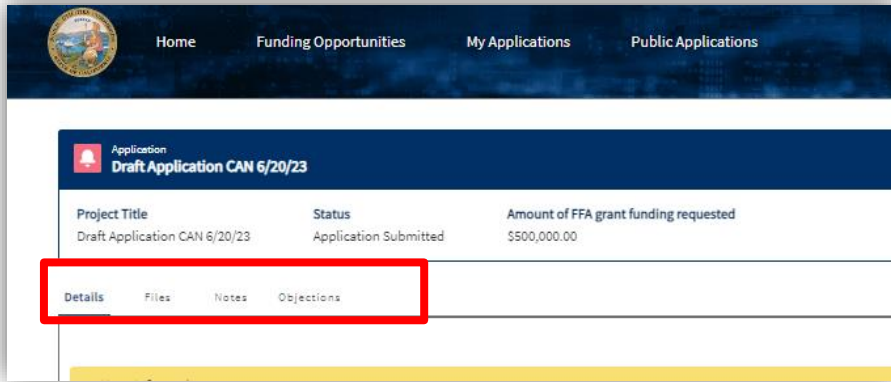 Home Funding Opportunities My Applications Public Applications
Application
Draft Application CAN 6/20/23
Project Title Status Amount of FFA grant funding requested
Draft Application CAN 6/20/23 Application Submitted $500,000.00
Details Files Notes Objections